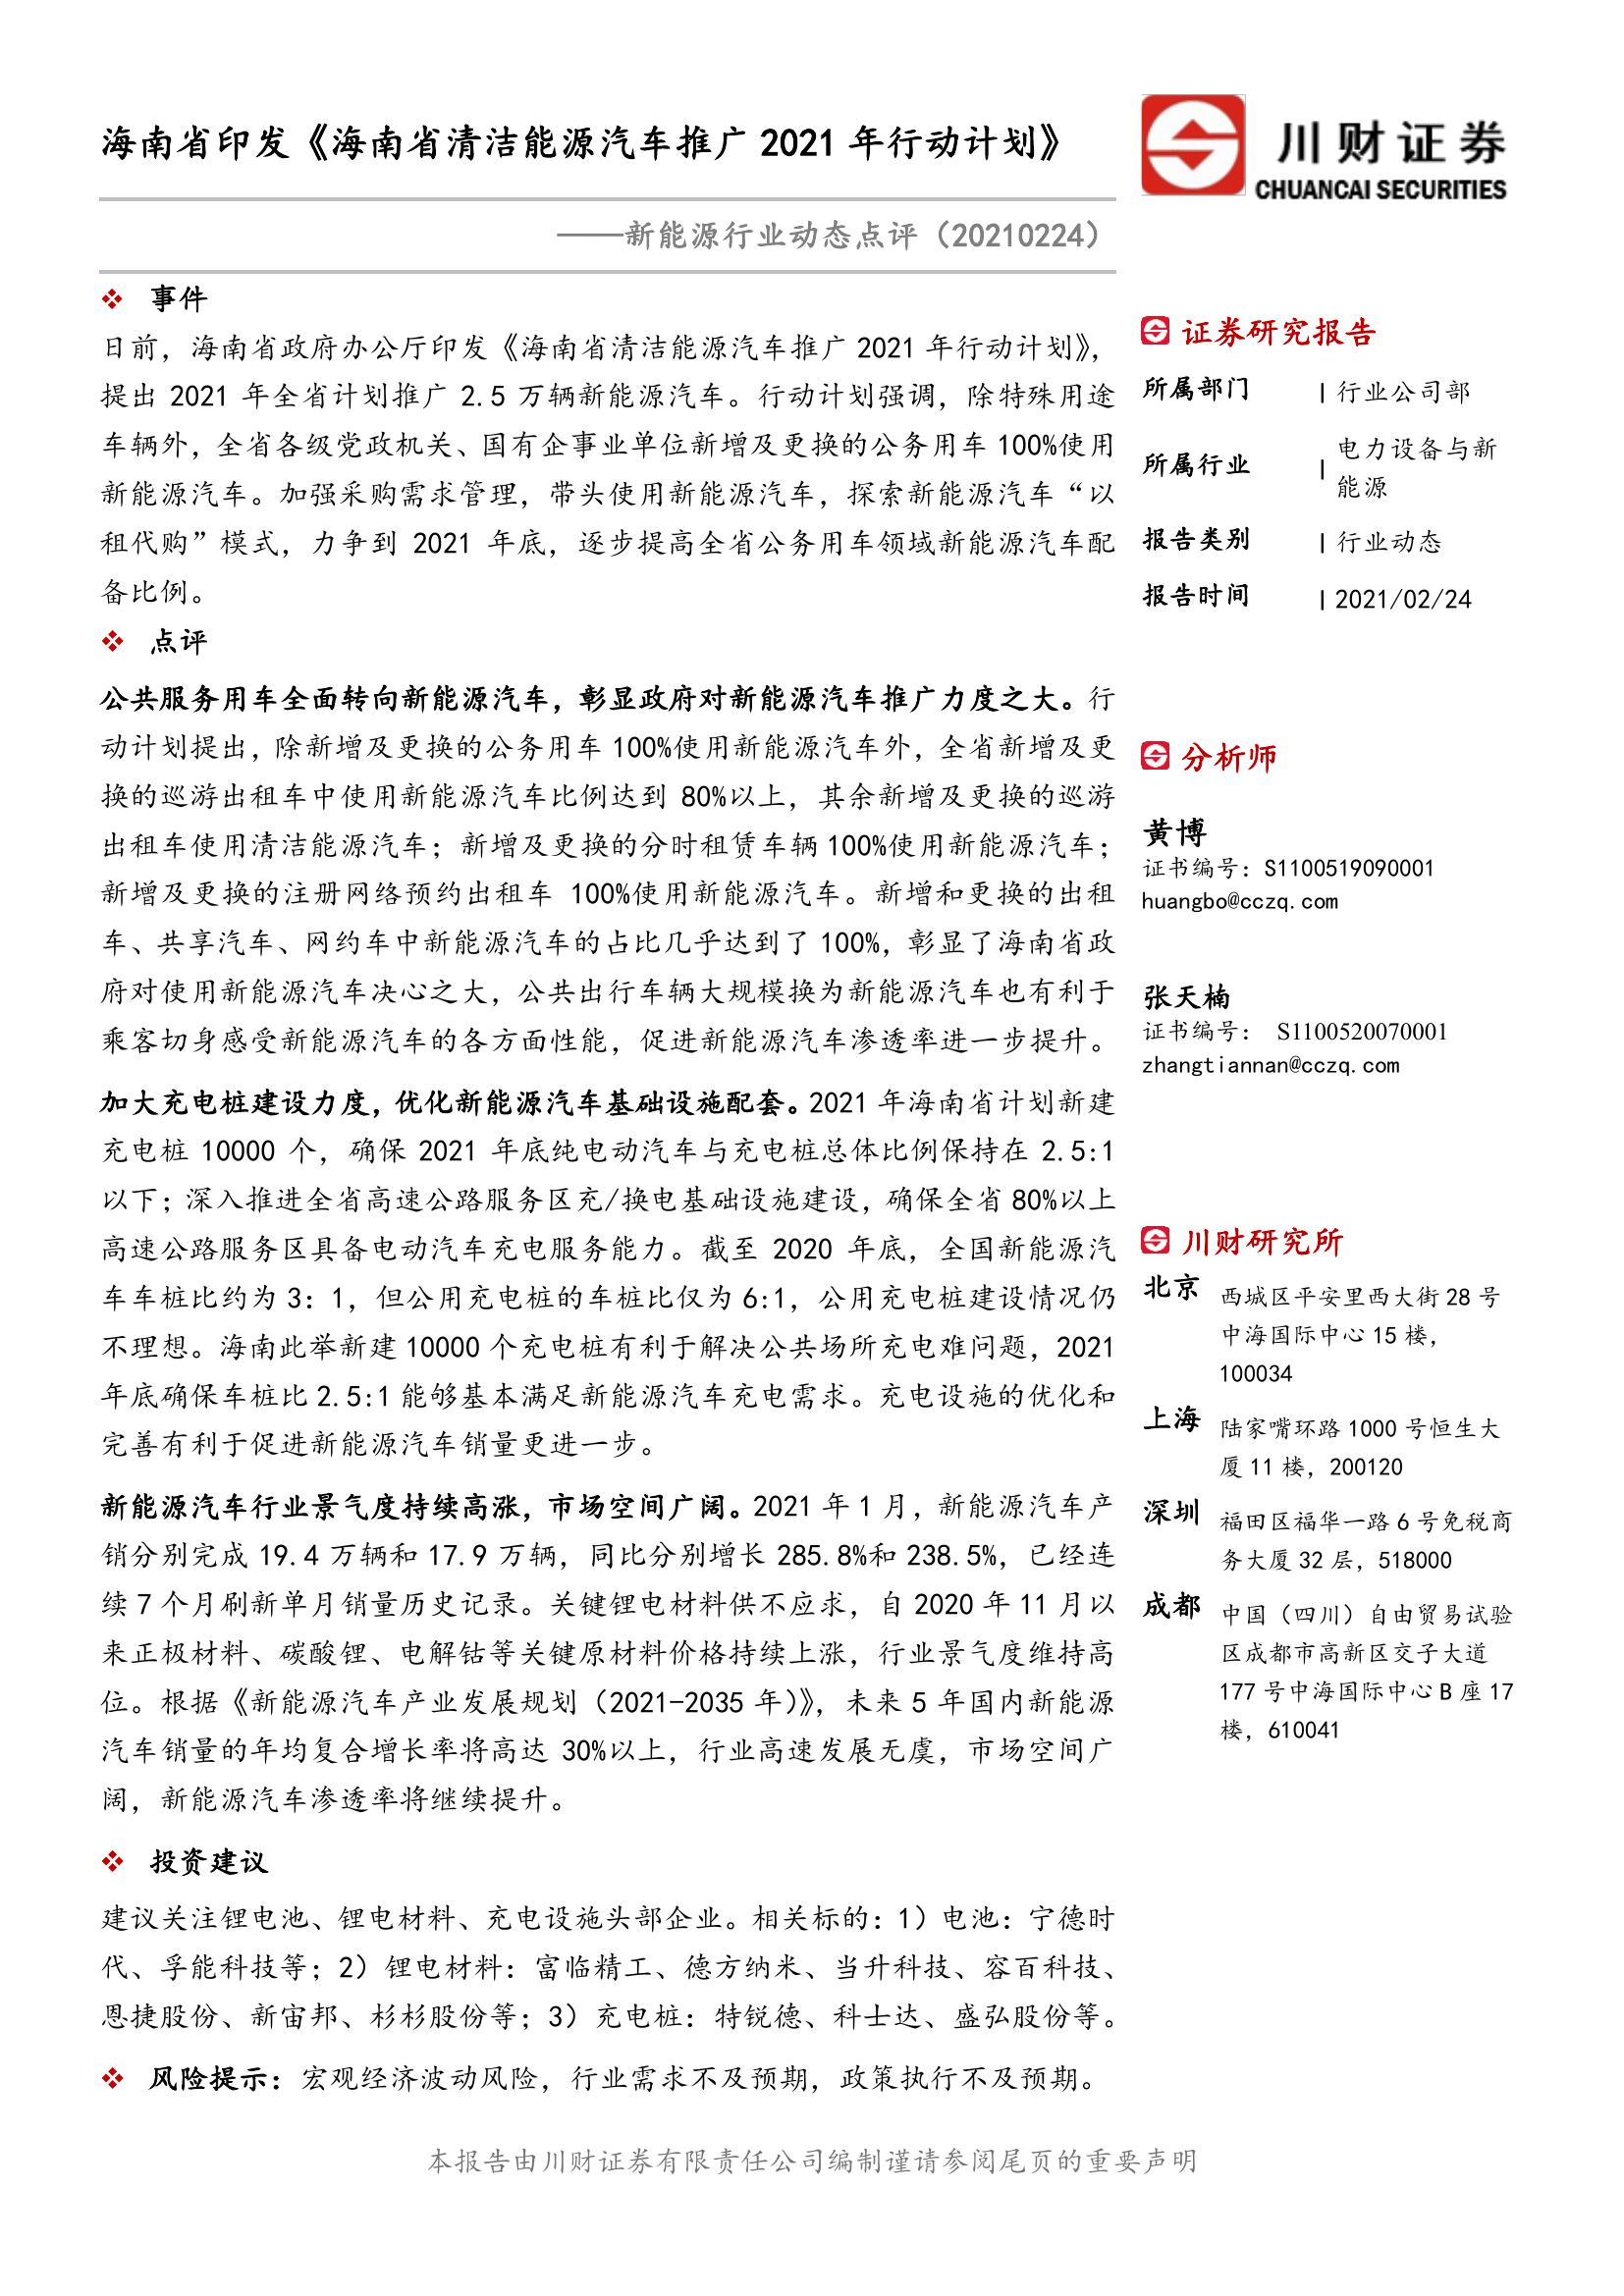 海南省印发《海南省清洁能源汽车推广 2021 年行动计划》
——新能源行业动态点评（20210224）
川财证券
CHUANCAI SECURITIES
❖ 事件
日前，海南省政府办公厅印发《海南省清洁能源汽车推广 2021 年行动计划》，
提出 2021 年全省计划推广 2.5 万辆新能源汽车。行动计划强调，除特殊用途
车辆外，全省各级党政机关、国有企事业单位新增及更换的公务用车 100%使用
新能源汽车。加强采购需求管理，带头使用新能源汽车，探索新能源汽车“以
租代购”模式，力争到 2021 年底，逐步提高全省公务用车领域新能源汽车配
备比例。
❖ 点评
公共服务用车全面转向新能源汽车，彰显政府对新能源汽车推广力度之大。行
动计划提出，除新增及更换的公务用车 100%使用新能源汽车外，全省新增及更
换的巡游出租车中使用新能源汽车比例达到 80%以上，其余新增及更换的巡游
出租车使用清洁能源汽车；新增及更换的分时租赁车辆 100%使用新能源汽车；
新增及更换的注册网络预约出租车 100%使用新能源汽车。新增和更换的出租
车、共享汽车、网约车中新能源汽车的占比几乎达到了 100%，彰显了海南省政
府对使用新能源汽车决心之大，公共出行车辆大规模换为新能源汽车也有利于
乘客切身感受新能源汽车的各方面性能，促进新能源汽车渗透率进一步提升。
加大充电桩建设力度，优化新能源汽车基础设施配套。2021 年海南省计划新建
充电桩 10000 个，确保 2021 年底纯电动汽车与充电桩总体比例保持在 2.5:1
以下；深入推进全省高速公路服务区充/换电基础设施建设，确保全省 80%以上
高速公路服务区具备电动汽车充电服务能力。截至 2020 年底，全国新能源汽
车车桩比约为 3：1，但公用充电桩的车桩比仅为 6:1，公用充电桩建设情况仍
不理想。海南此举新建 10000 个充电桩有利于解决公共场所充电难问题，2021
年底确保车桩比 2.5:1 能够基本满足新能源汽车充电需求。充电设施的优化和
完善有利于促进新能源汽车销量更进一步。
新能源汽车行业景气度持续高涨，市场空间广阔。2021 年 1 月，新能源汽车产
销分别完成 19.4 万辆和 17.9 万辆，同比分别增长 285.8%和 238.5%，已经连
续 7 个月刷新单月销量历史记录。关键锂电材料供不应求，自 2020 年 11 月以
来正极材料、碳酸锂、电解钴等关键原材料价格持续上涨，行业景气度维持高
位。根据《新能源汽车产业发展规划（2021-2035 年）》，未来 5 年国内新能源
汽车销量的年均复合增长率将高达 30%以上，行业高速发展无虞，市场空间广
阔，新能源汽车渗透率将继续提升。
❖ 投资建议
建议关注锂电池、锂电材料、充电设施头部企业。相关标的：1）电池：宁德时
代、孚能科技等；2）锂电材料：富临精工、德方纳米、当升科技、容百科技、
恩捷股份、新宙邦、杉杉股份等；3）充电桩：特锐德、科士达、盛弘股份等。
❖ 风险提示：宏观经济波动风险，行业需求不及预期，政策执行不及预期。
证券研究报告
所属部门 | 行业公司部
所属行业 | 电力设备与新
能源
报告类别 | 行业动态
报告时间 | 2021/02/24
分析师
黄博
证书编号：S1100519090001
huangbo@cczq.com
张天楠
证书编号： S1100520070001
zhangtiannan@cczq.com
川财研究所
北京 西城区平安里西大街 28 号
中海国际中心 15 楼，
100034
上海 陆家嘴环路 1000 号恒生大
厦 11 楼，200120
深圳 福田区福华一路 6 号免税商
务大厦 32 层，518000
成都 中国（四川）自由贸易试验
区成都市高新区交子大道
177 号中海国际中心 B 座 17
楼，610041
本报告由川财证券有限责任公司编制谨请参阅尾页的重要声明